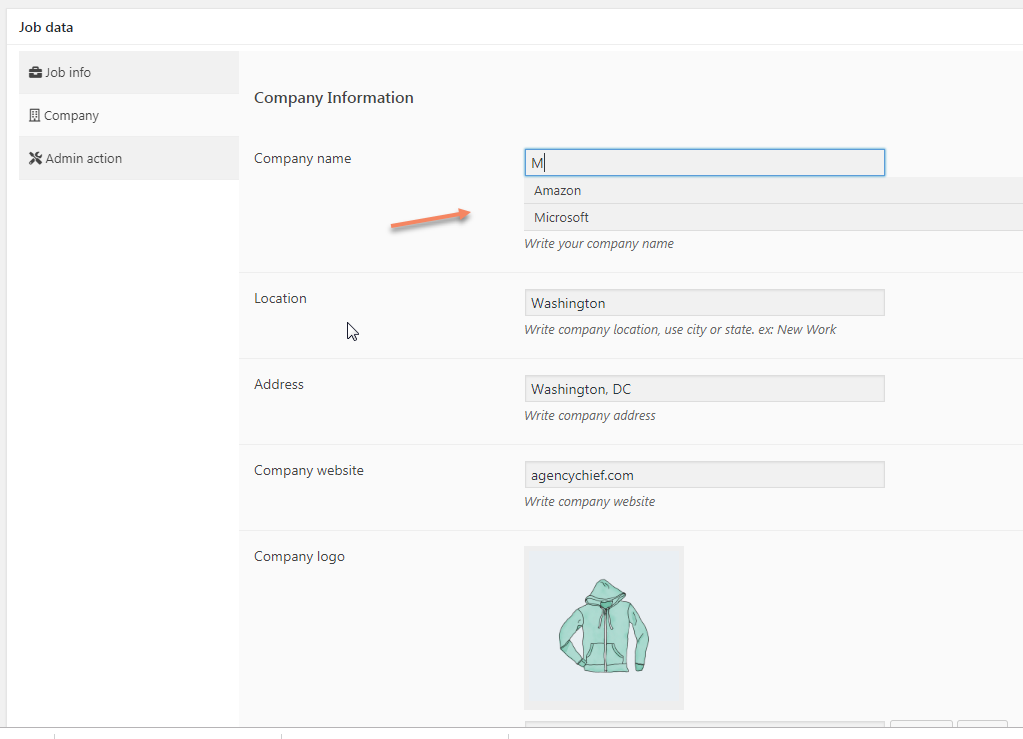 Job data
Job info
Company
Admin action
Company Information
Company name
M
Amazon
Microsoft
Write your company name
Location
Washington
Write company location, use city or state. ex: New Work
Address
Washington, DC
Write company address
Company website
agencychief.com
Write company website
Company logo